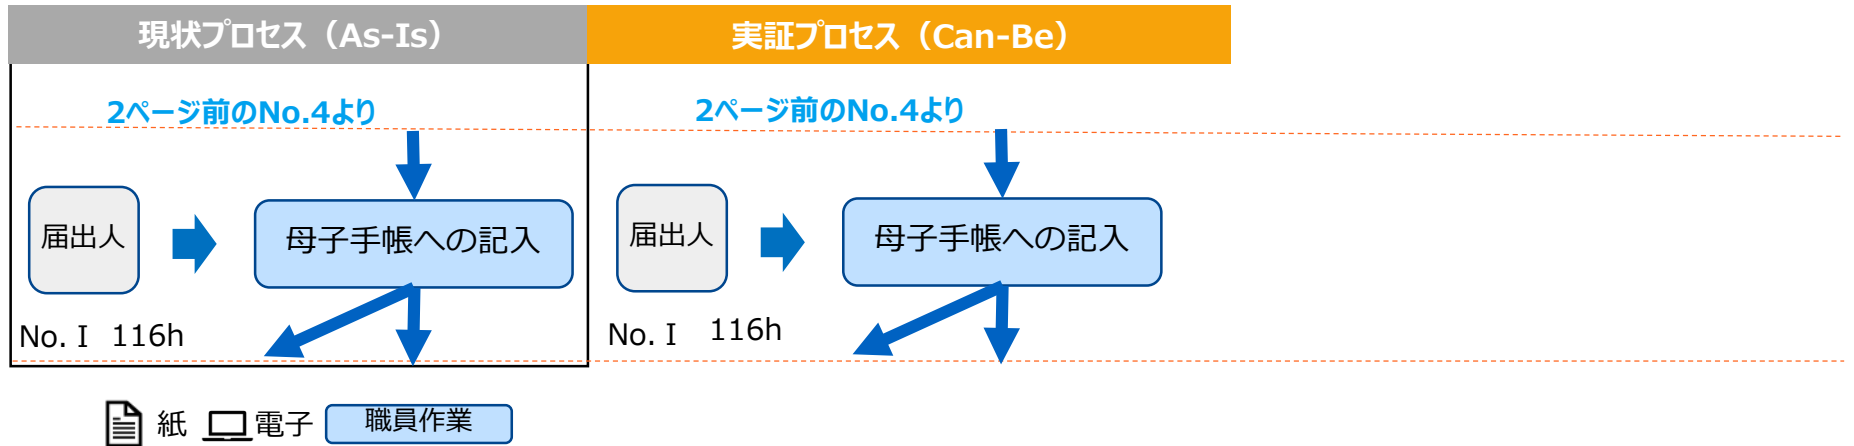 現状プロセス（As-Is）
実証プロセス（Can-Be）
2ページ前のNo.4より
2ページ前のNo.4より
届出人
母子手帳への記入
届出人
母子手帳への記入
No. I 116h
No. I 116h
紙 電子 職員作業